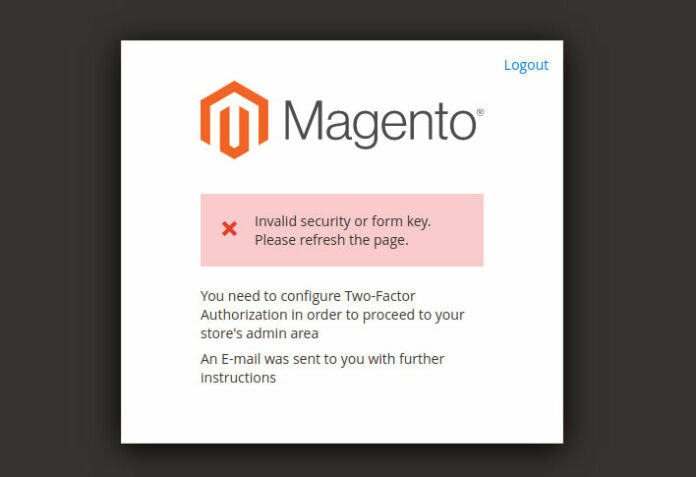 Logout
Magento®
Invalid security or form key.
Please refresh the page.
You need to configure Two-Factor
Authorization in order to proceed to your
store's admin area
An E-mail was sent to you with further
instructions